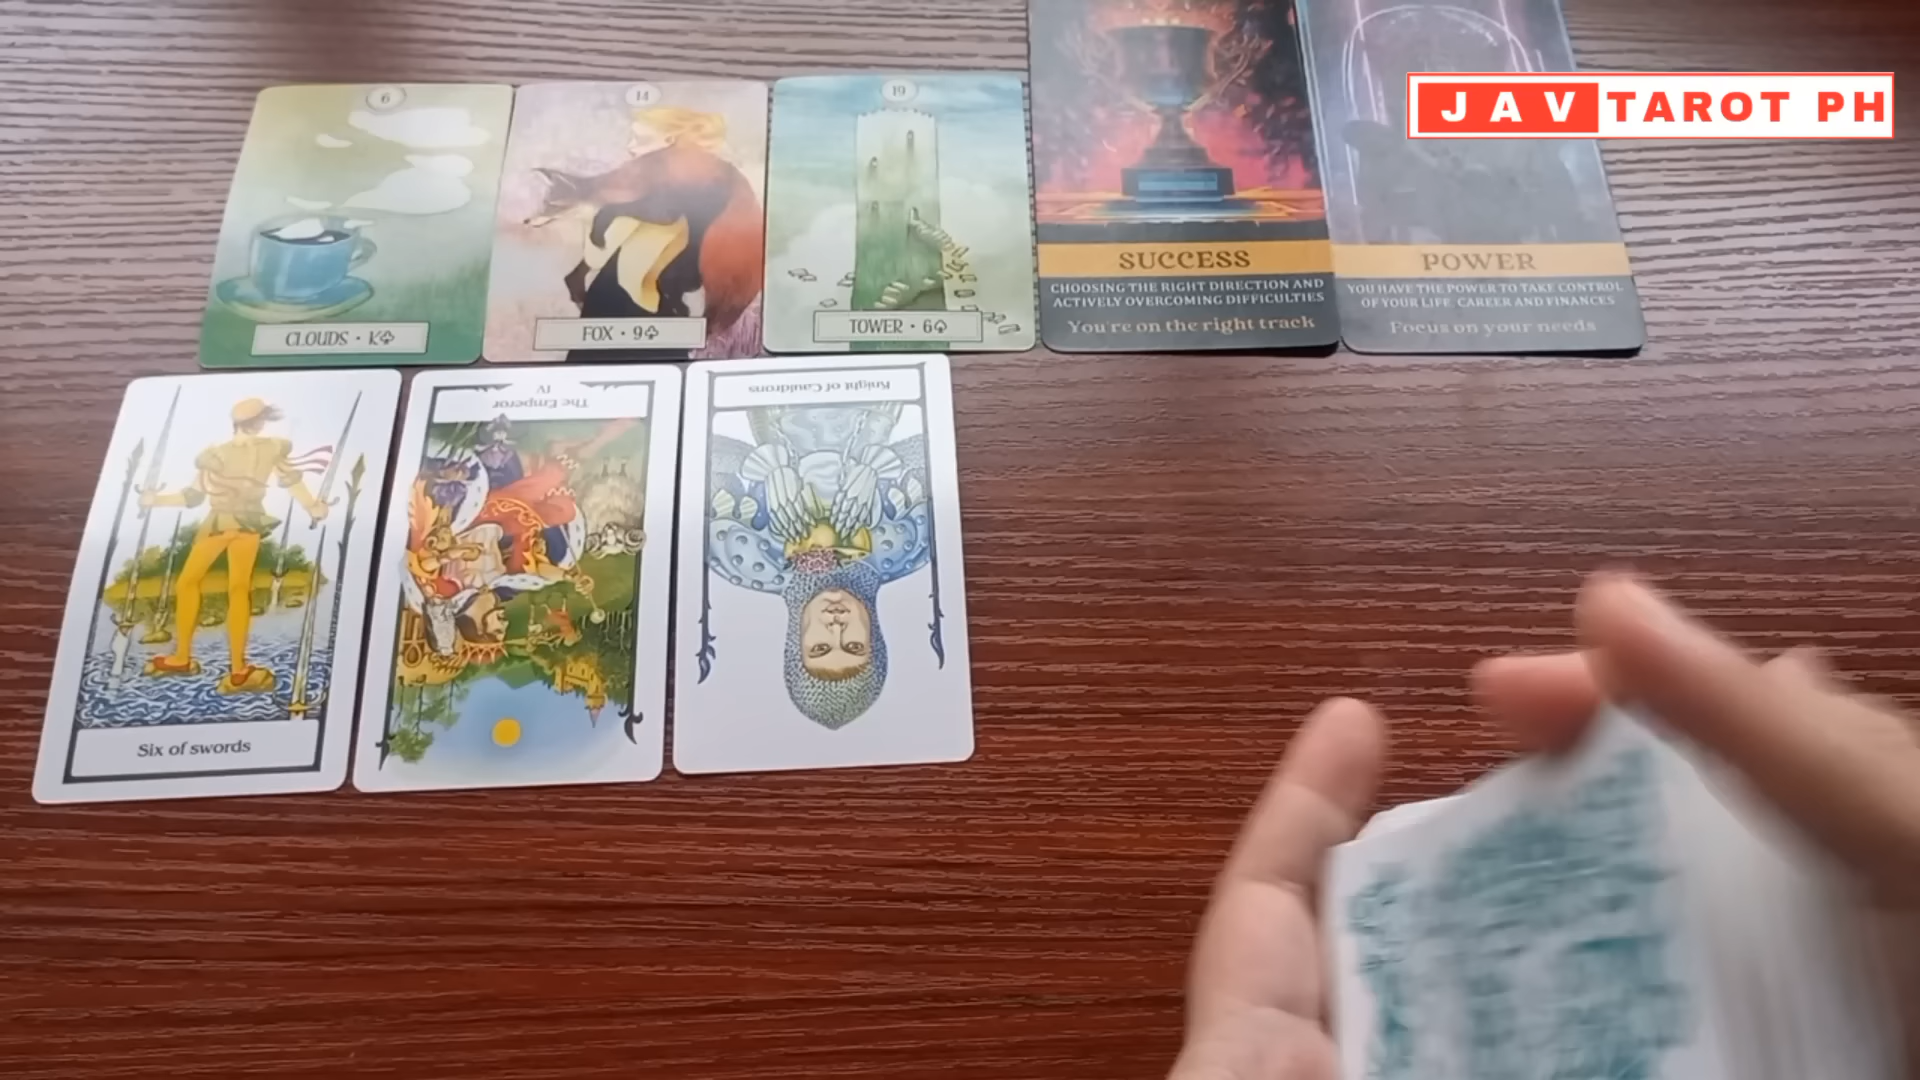 JAV TAROT PH
6
14
19
CLOUDS · K♣
FOX · 9♣
TOWER · 6♠
SUCCESS
CHOOSING THE RIGHT DIRECTION AND
ACTIVELY OVERCOMING DIFFICULTIES
You're on the right track
POWER
YOU HAVE THE POWER TO TAKE CONTROL
OF YOUR LIFE, CAREER AND FINANCES
Focus on your needs
Six of swords
IV
The Emperor
Knight of Cauldrons